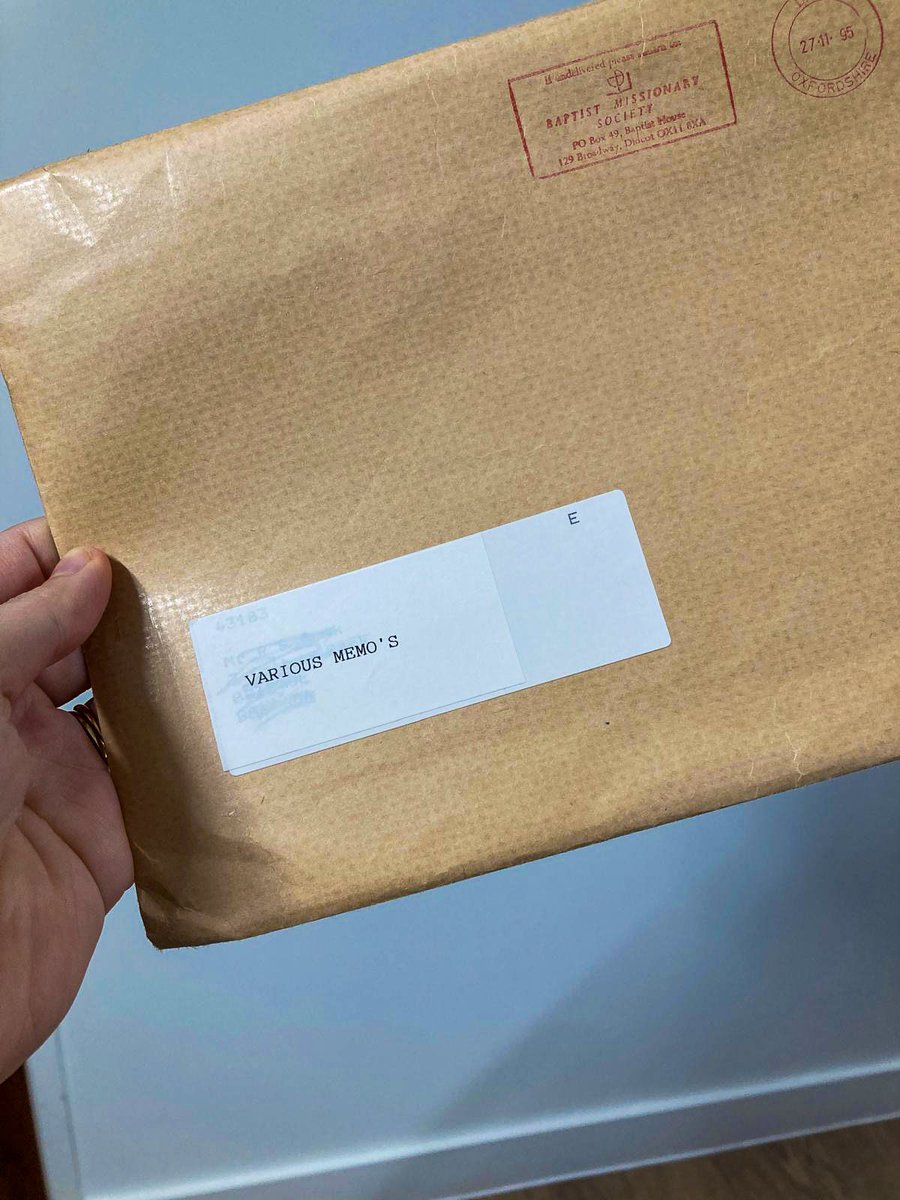 If undelivered please return to:
BAPTIST MISSIONARY
SOCIETY
PO Box 49, Baptist House
129 Broadway, Didcot OX11 8XA
27·11·95
OXFORDSHIRE
E
43183
VARIOUS MEMO'S